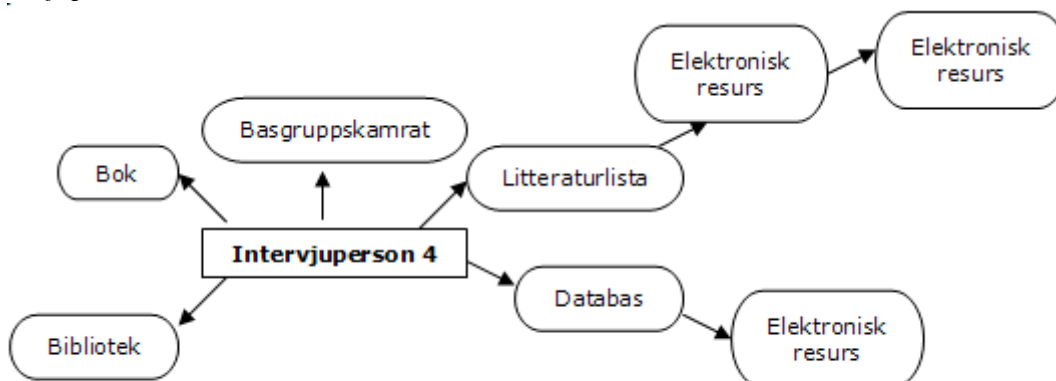 Elektronisk
resurs
Elektronisk
resurs
Basgruppskamrat
Bok
Litteraturlista
Intervjuperson 4
Databas
Bibliotek
Elektronisk
resurs